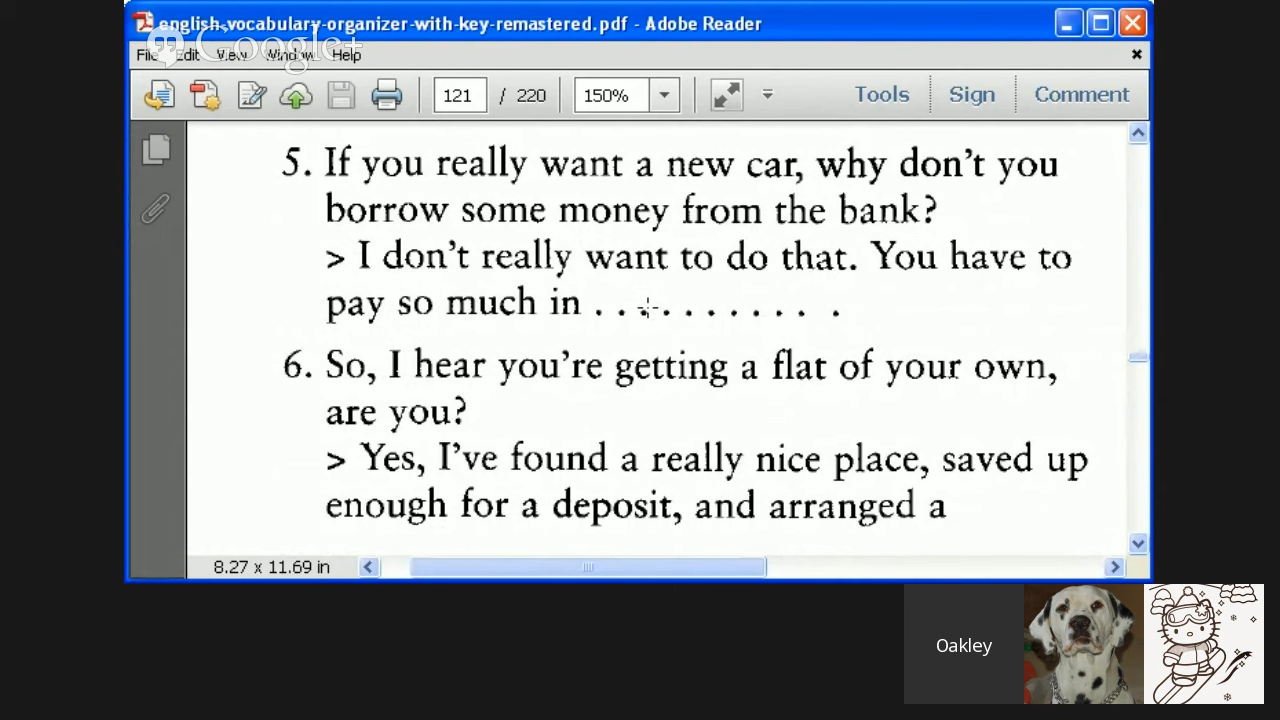 english-vocabulary-organizer-with-key-remastered.pdf - Adobe Reader
Google+
File Edit View Window Help
121 / 220 150% Tools Sign Comment
5. If you really want a new car, why don't you
borrow some money from the bank?
> I don't really want to do that. You have to
pay so much in . . . . . . . . . . .
6. So, I hear you're getting a flat of your own,
are you?
> Yes, I've found a really nice place, saved up
enough for a deposit, and arranged a
8.27 x 11.69 in
Oakley